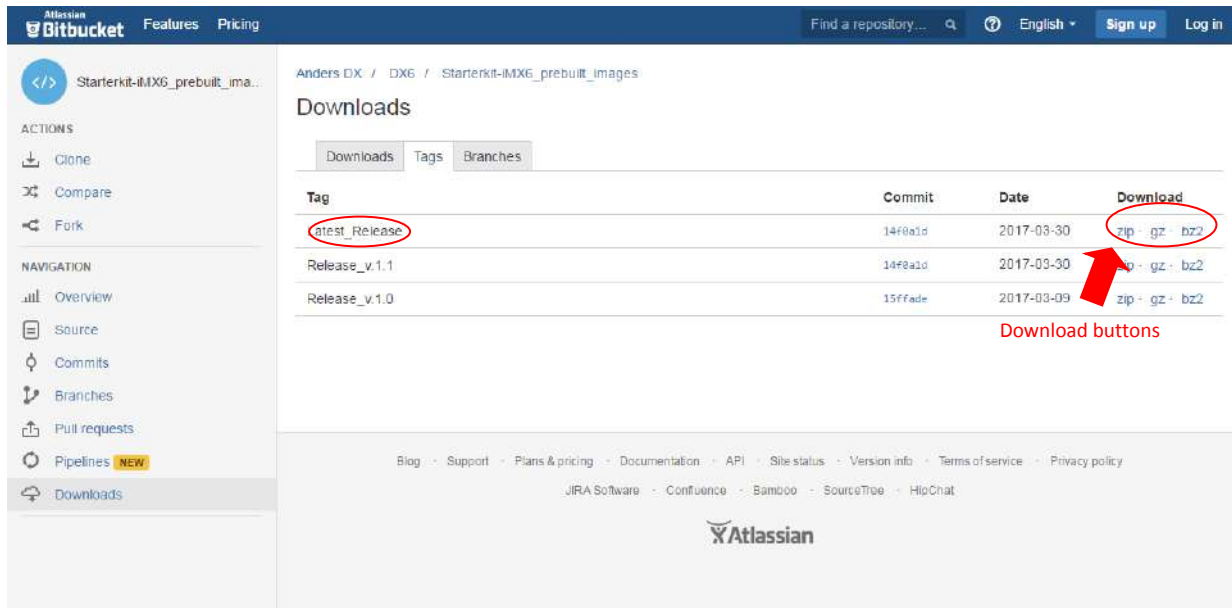 Atlassian
Bitbucket Features Pricing Find a repository... English Sign up Log in
Starterkit-iMX6_prebuilt_ima...
Anders DX / DX6 / Starterkit-iMX6_prebuilt_images
Downloads
ACTIONS
Clone
Compare
Fork
Downloads Tags Branches
Tag Commit Date Download
Latest_Release 14f0a1d 2017-03-30 zip · gz · bz2
Release_v.1.1 14f0a1d 2017-03-30 zip · gz · bz2
Release_v.1.0 15ffade 2017-03-09 zip · gz · bz2
Download buttons
NAVIGATION
Overview
Source
Commits
Branches
Pull requests
Pipelines NEW
Downloads
Blog · Support · Plans & pricing · Documentation · API · Site status · Version info · Terms of service · Privacy policy
JIRA Software · Confluence · Bamboo · SourceTree · HipChat
Atlassian